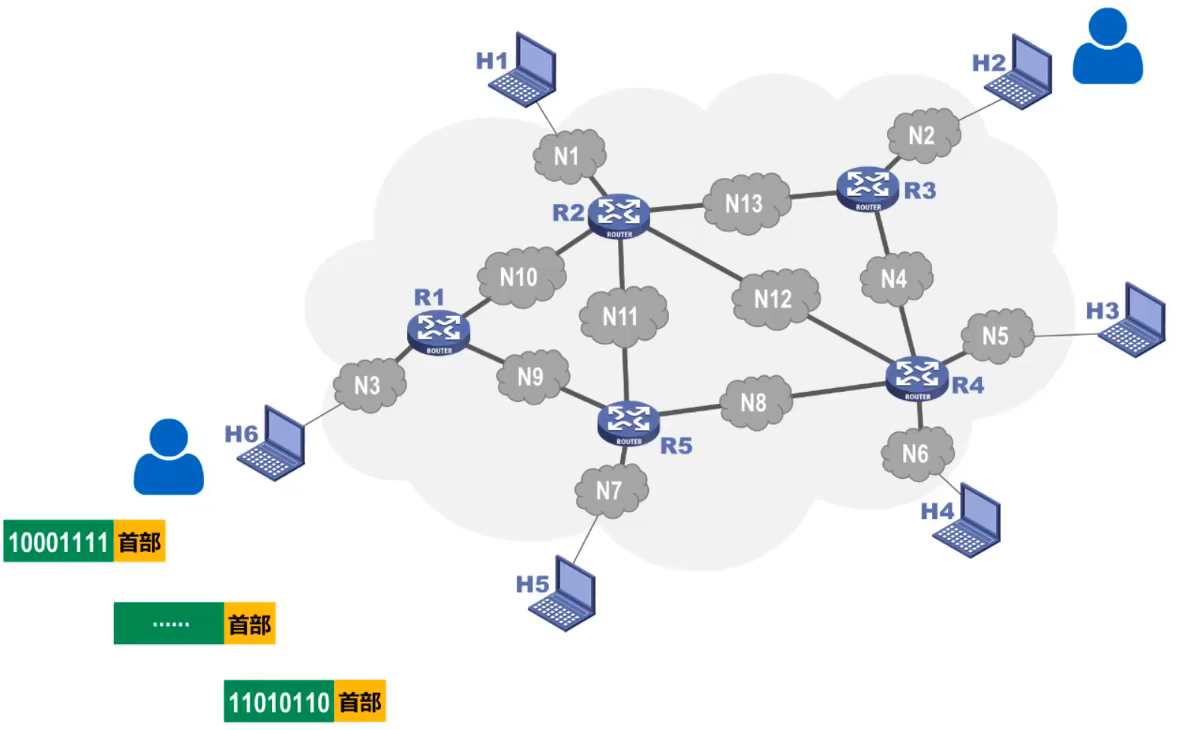 H1
H2
N1
N2
R2
ROUTER
N13
R3
ROUTER
N10
N12
N4
R1
ROUTER
N11
H3
N5
N3
N9
N8
R4
ROUTER
H6
R5
ROUTER
N6
N7
H4
H5
10001111 首部
…… 首部
11010110 首部